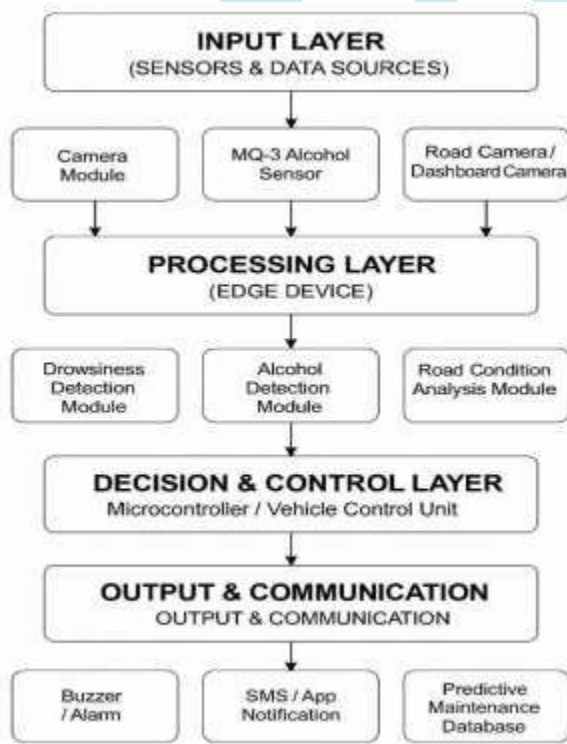 INPUT LAYER
(SENSORS & DATA SOURCES)
Camera
Module
MQ-3 Alcohol
Sensor
Road Camera /
Dashboard Camera
PROCESSING LAYER
(EDGE DEVICE)
Drowsiness
Detection
Module
Alcohol
Detection
Module
Road Condition
Analysis Module
DECISION & CONTROL LAYER
Microcontroller / Vehicle Control Unit
OUTPUT & COMMUNICATION
OUTPUT & COMMUNICATION
Buzzer
/ Alarm
SMS / App
Notification
Predictive
Maintenance
Database